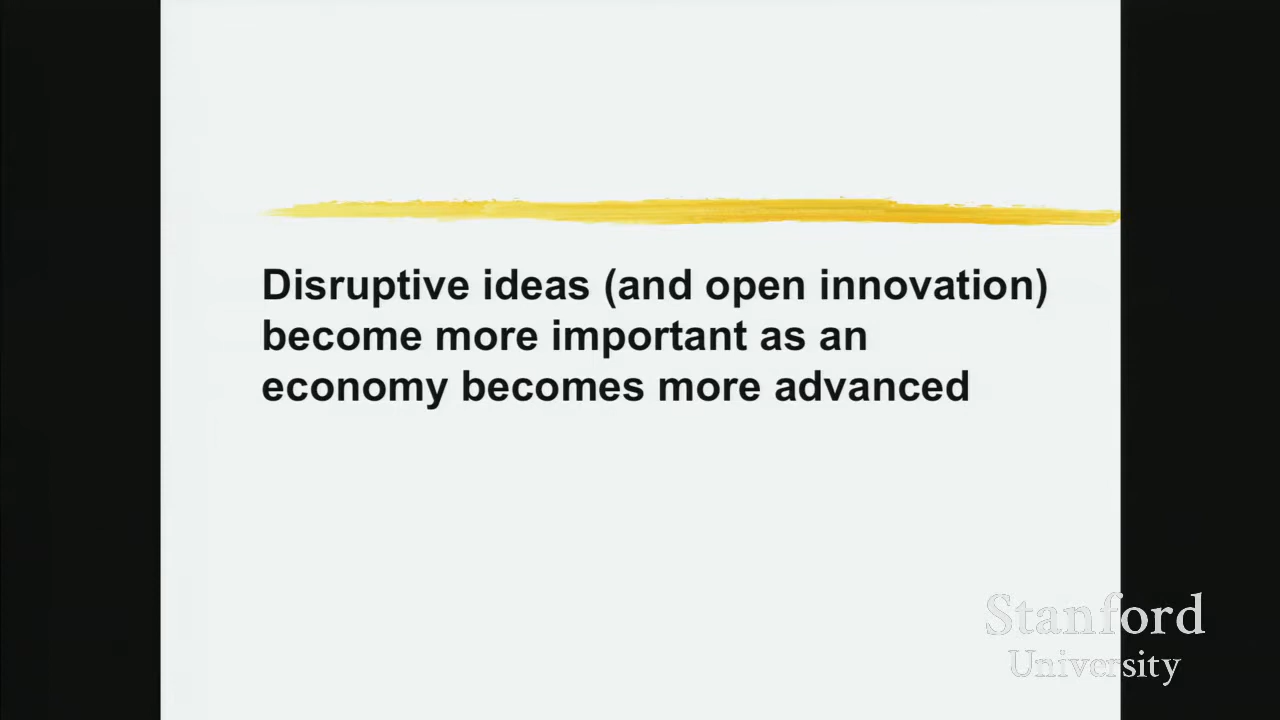 Disruptive ideas (and open innovation)
become more important as an
economy becomes more advanced
Stanford
University